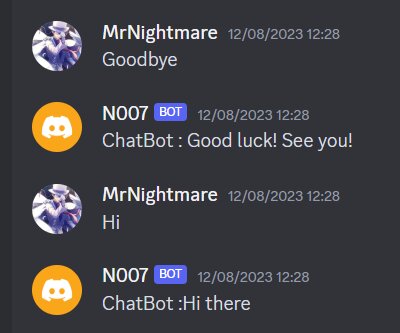 MrNightmare 12/08/2023 12:28
Goodbye
N007 BOT 12/08/2023 12:28
ChatBot : Good luck! See you!
MrNightmare 12/08/2023 12:28
Hi
N007 BOT 12/08/2023 12:28
ChatBot :Hi there